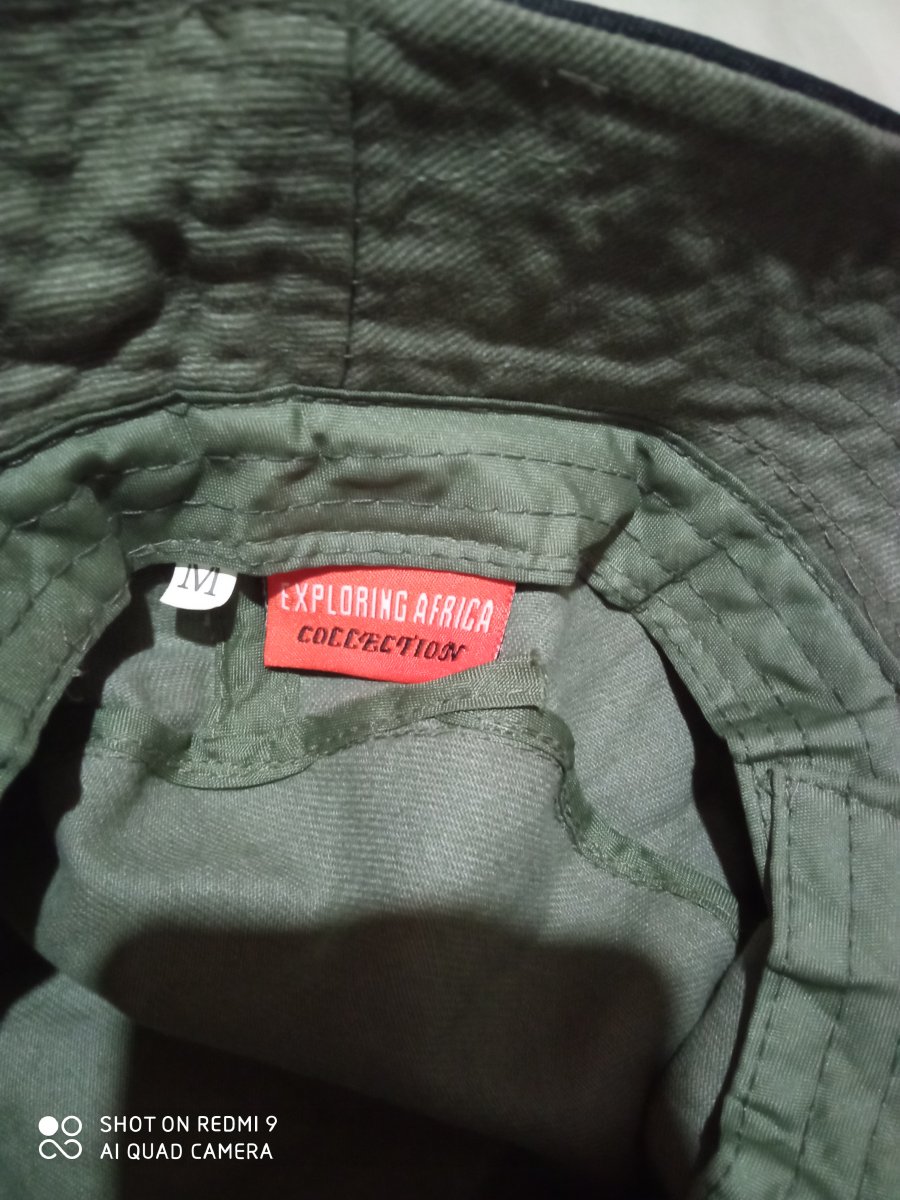 M
EXPLORING AFRICA
COLLECTION
SHOT ON REDMI 9
AI QUAD CAMERA